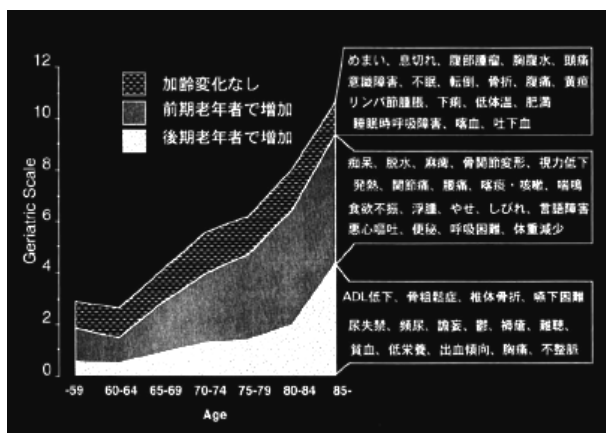 12
10
8
6
4
2
0
Geriatric Scale
加齢変化なし
前期老年者で増加
後期老年者で増加
-59 60-64 65-69 70-74 75-79 80-84 85-
Age
めまい、息切れ、腹部腫瘤、胸腹水、頭痛
意識障害、不眠、転倒、骨折、腹痛、黄疸
リンパ節腫脹、下痢、低体温、肥満
睡眠時呼吸障害、喀血、吐下血
痴呆、脱水、麻痺、骨関節変形、視力低下
発熱、関節痛、腰痛、喀痰・咳嗽、喘鳴
食欲不振、浮腫、やせ、しびれ、言語障害
悪心嘔吐、便秘、呼吸困難、体重減少
ADL低下、骨粗鬆症、椎体骨折、嚥下困難
尿失禁、頻尿、譫妄、鬱、褥瘡、難聴、
貧血、低栄養、出血傾向、胸痛、不整脈